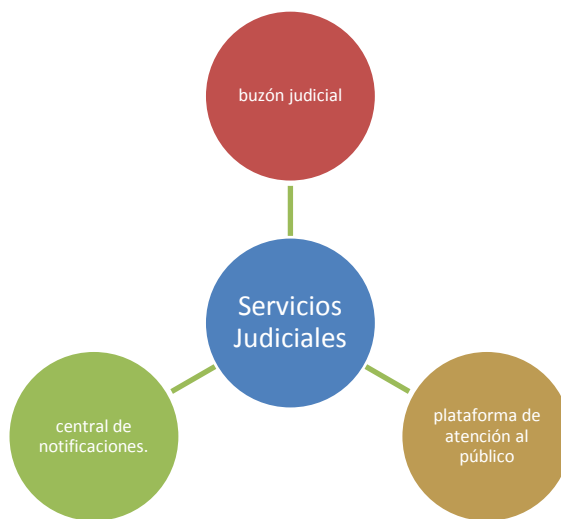 buzón judicial
Servicios
Judiciales
central de
notificaciones.
plataforma de
atención al
público